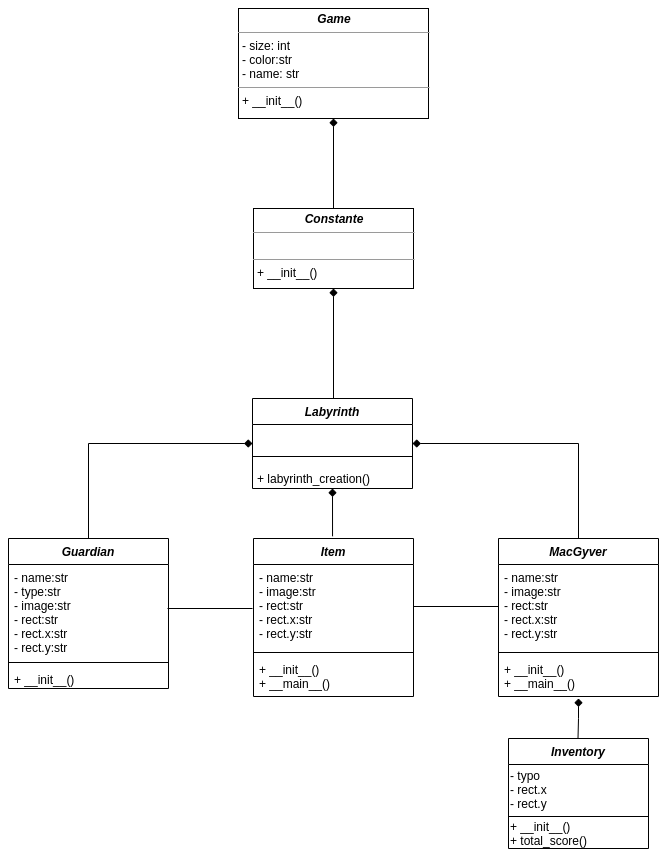 Game
- size: int
- color:str
- name: str
+ __init__()
Constante
+ __init__()
Labyrinth
+ labyrinth_creation()
Guardian
- name:str
- type:str
- image:str
- rect:str
- rect.x:str
- rect.y:str
+ __init__()
Item
- name:str
- image:str
- rect:str
- rect.x:str
- rect.y:str
+ __init__()
+ __main__()
MacGyver
- name:str
- image:str
- rect:str
- rect.x:str
- rect.y:str
+ __init__()
+ __main__()
Inventory
- typo
- rect.x
- rect.y
+ __init__()
+ total_score()